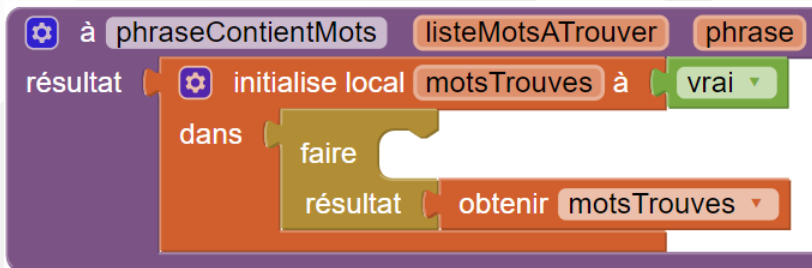 à phraseContientMots listeMotsATrouver phrase
résultat initialise local motsTrouves à vrai
dans
faire
résultat obtenir motsTrouves